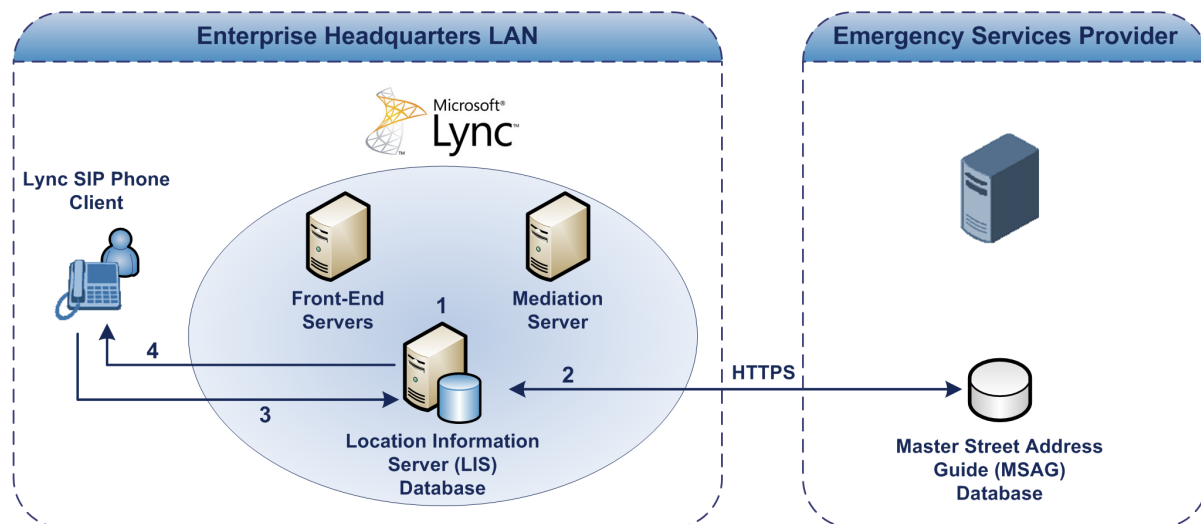 Enterprise Headquarters LAN
Emergency Services Provider
Microsoft®
Lync™
™
Lync SIP Phone
Client
Front-End
Servers
Mediation
Server
1
4
2
HTTPS
3
Location Information
Server (LIS)
Database
Master Street Address
Guide (MSAG)
Database